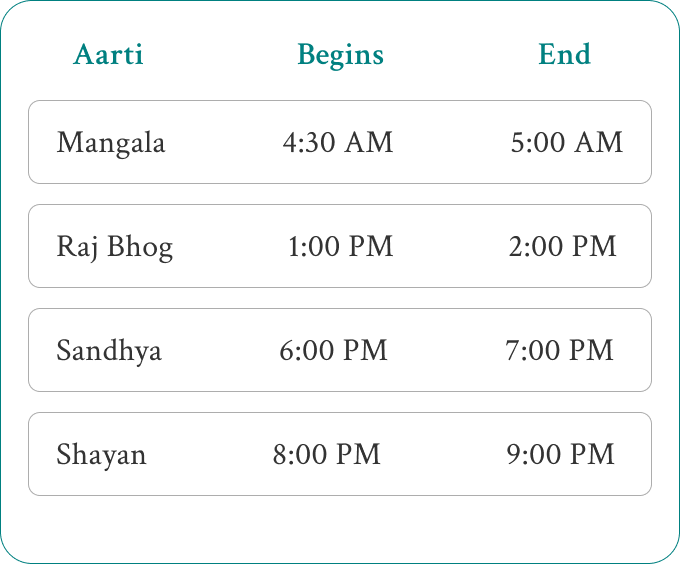 Aarti Begins End
Mangala 4:30 AM 5:00 AM
Raj Bhog 1:00 PM 2:00 PM
Sandhya 6:00 PM 7:00 PM
Shayan 8:00 PM 9:00 PM